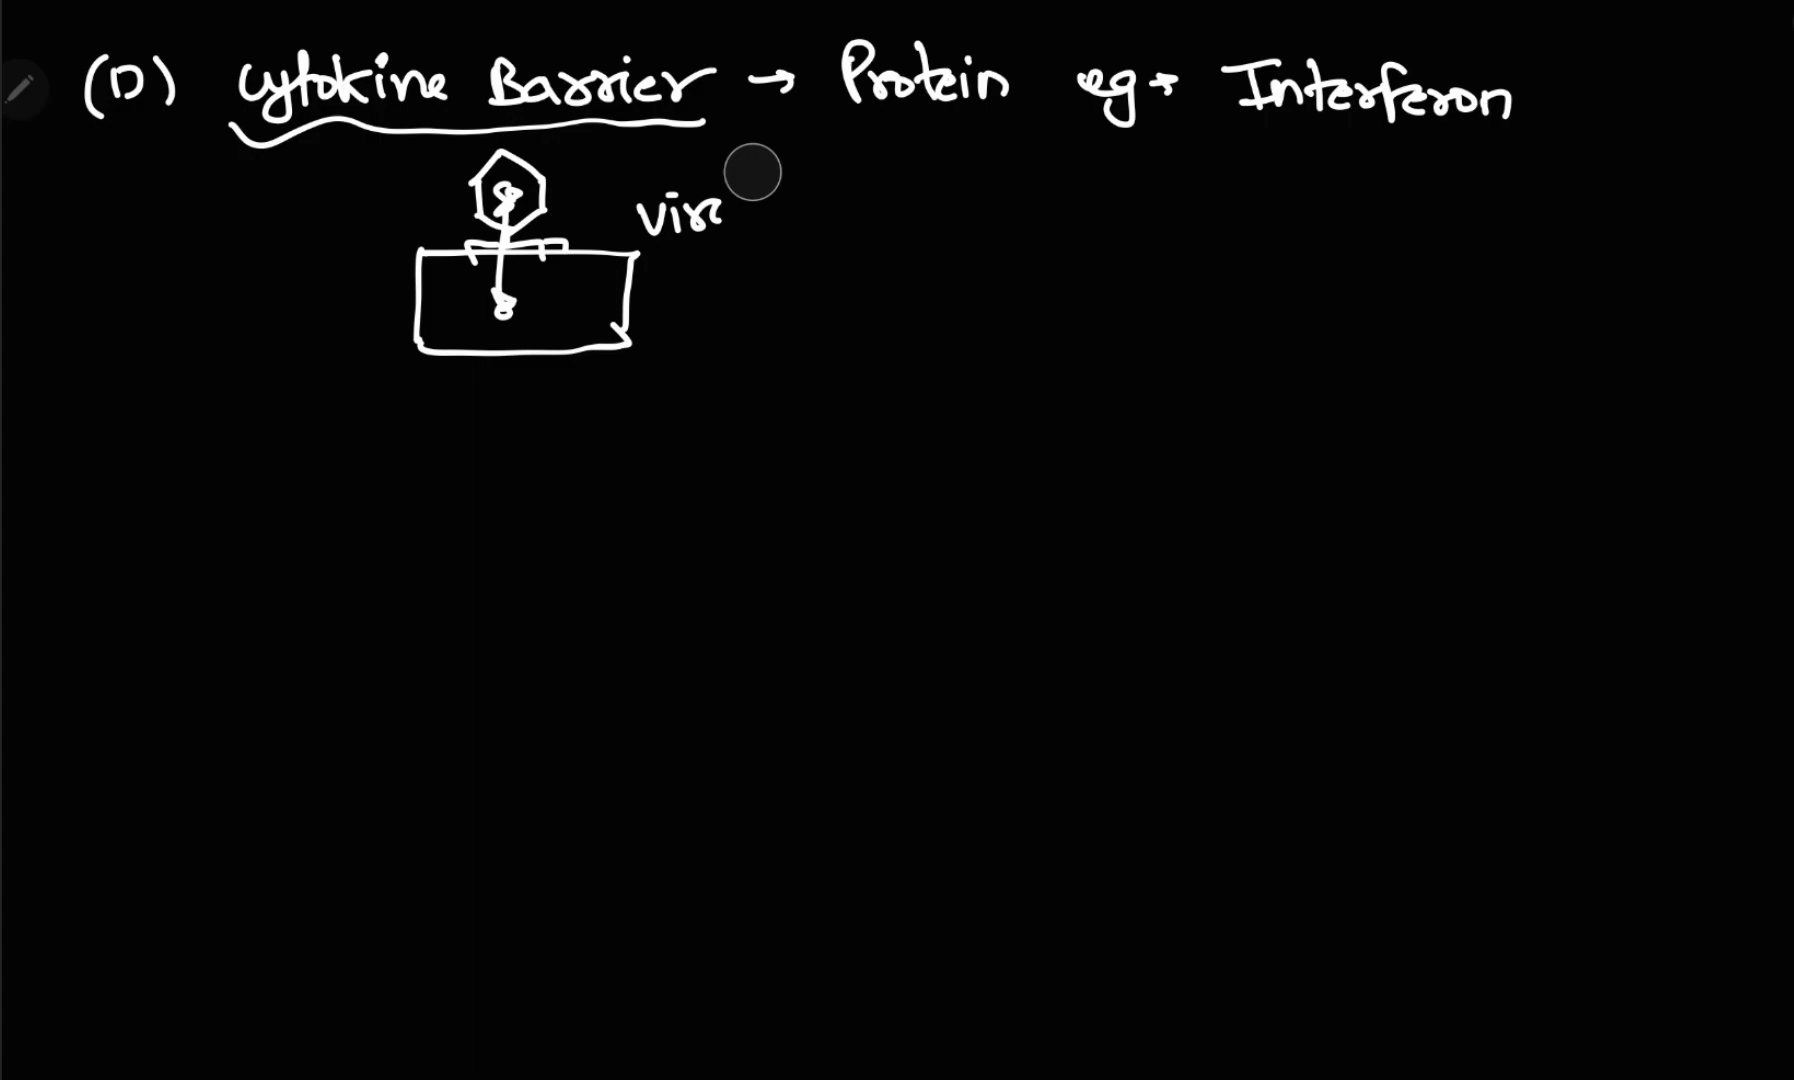 (D) Cytokine Barrier → Protein eg → Interferon
vir